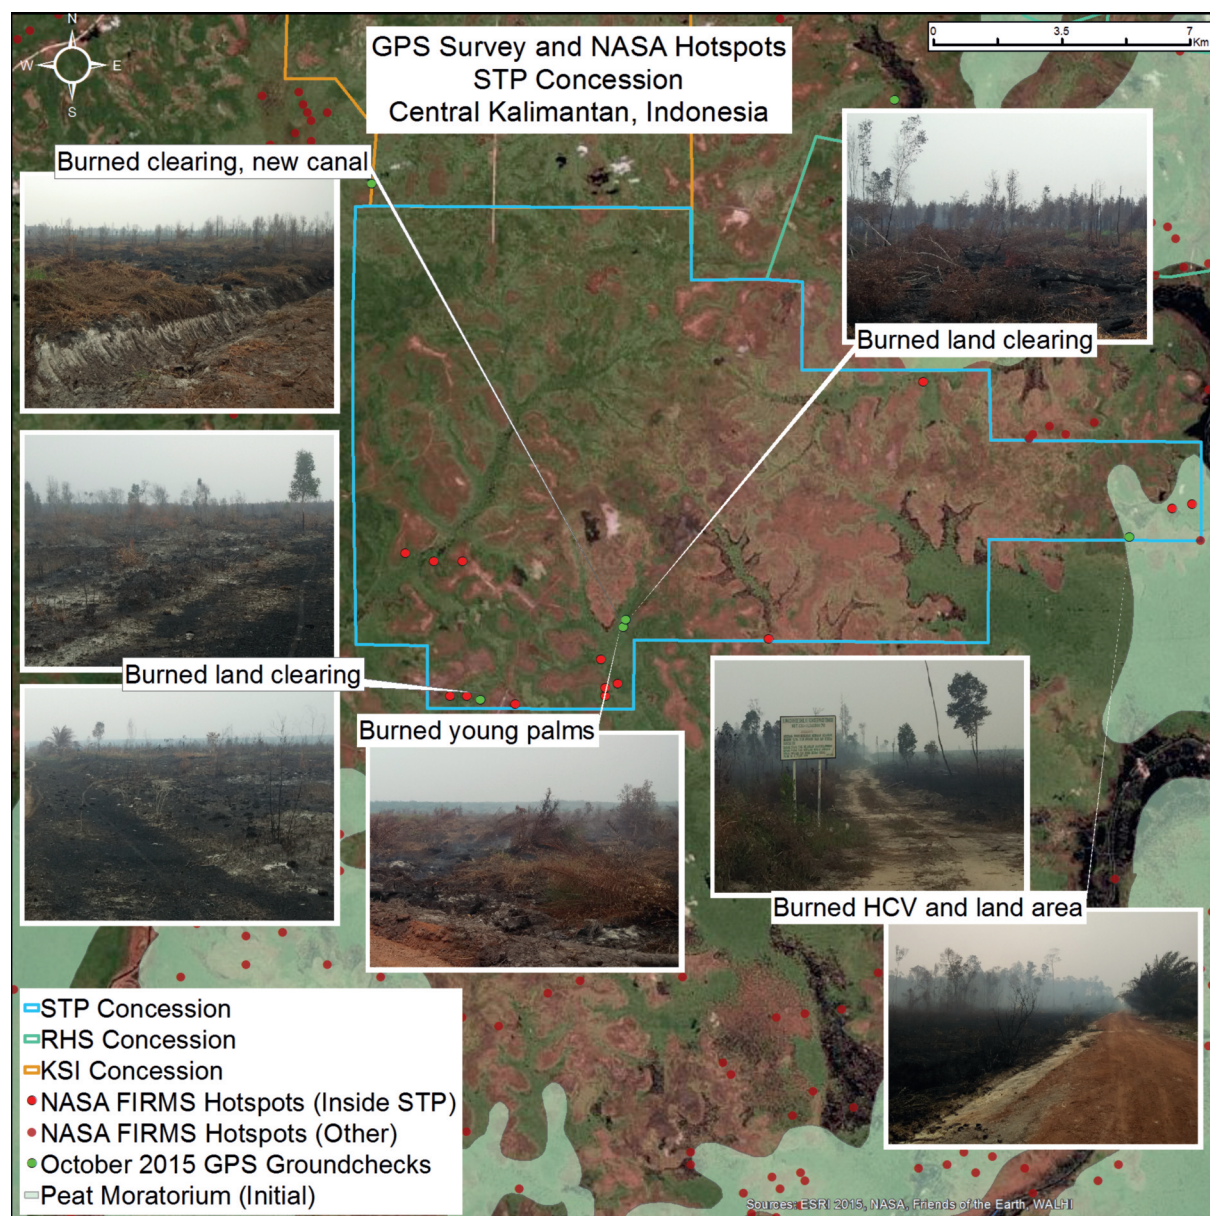 N
W
E
S
GPS Survey and NASA Hotspots
STP Concession
Central Kalimantan, Indonesia
0 3.5 7
Km
Burned clearing, new canal
Burned land clearing
Burned land clearing
Burned young palms
Burned HCV and land area
STP Concession
RHS Concession
KSI Concession
NASA FIRMS Hotspots (Inside STP)
NASA FIRMS Hotspots (Other)
October 2015 GPS Groundchecks
Peat Moratorium (Initial)
Sources: ESRI 2015, NASA, Friends of the Earth, WALHI